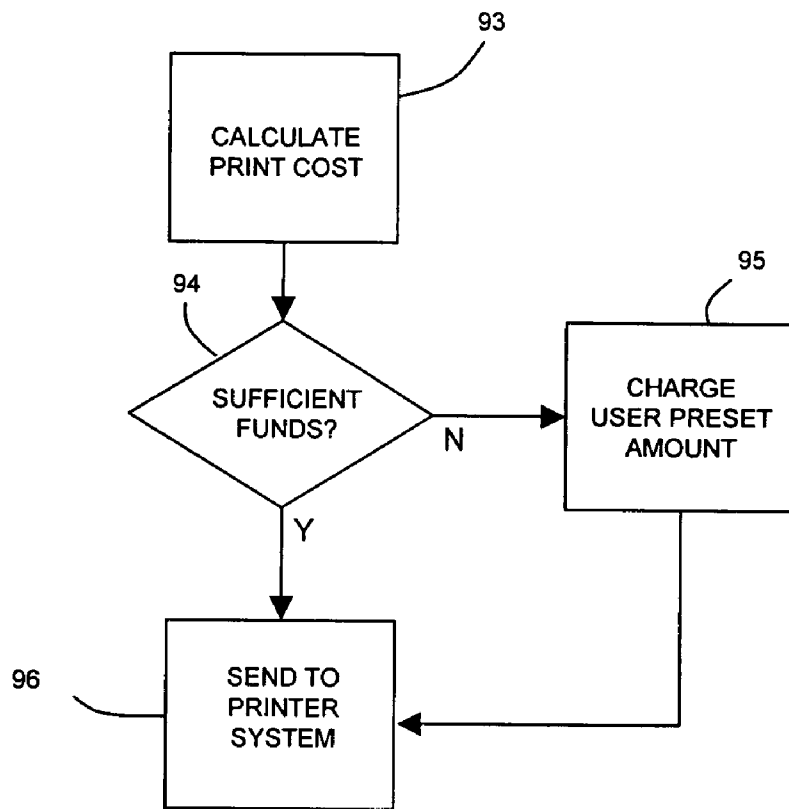 93
CALCULATE
PRINT COST
94
95
SUFFICIENT
FUNDS?
N
CHARGE
USER PRESET
AMOUNT
Y
96
SEND TO
PRINTER
SYSTEM